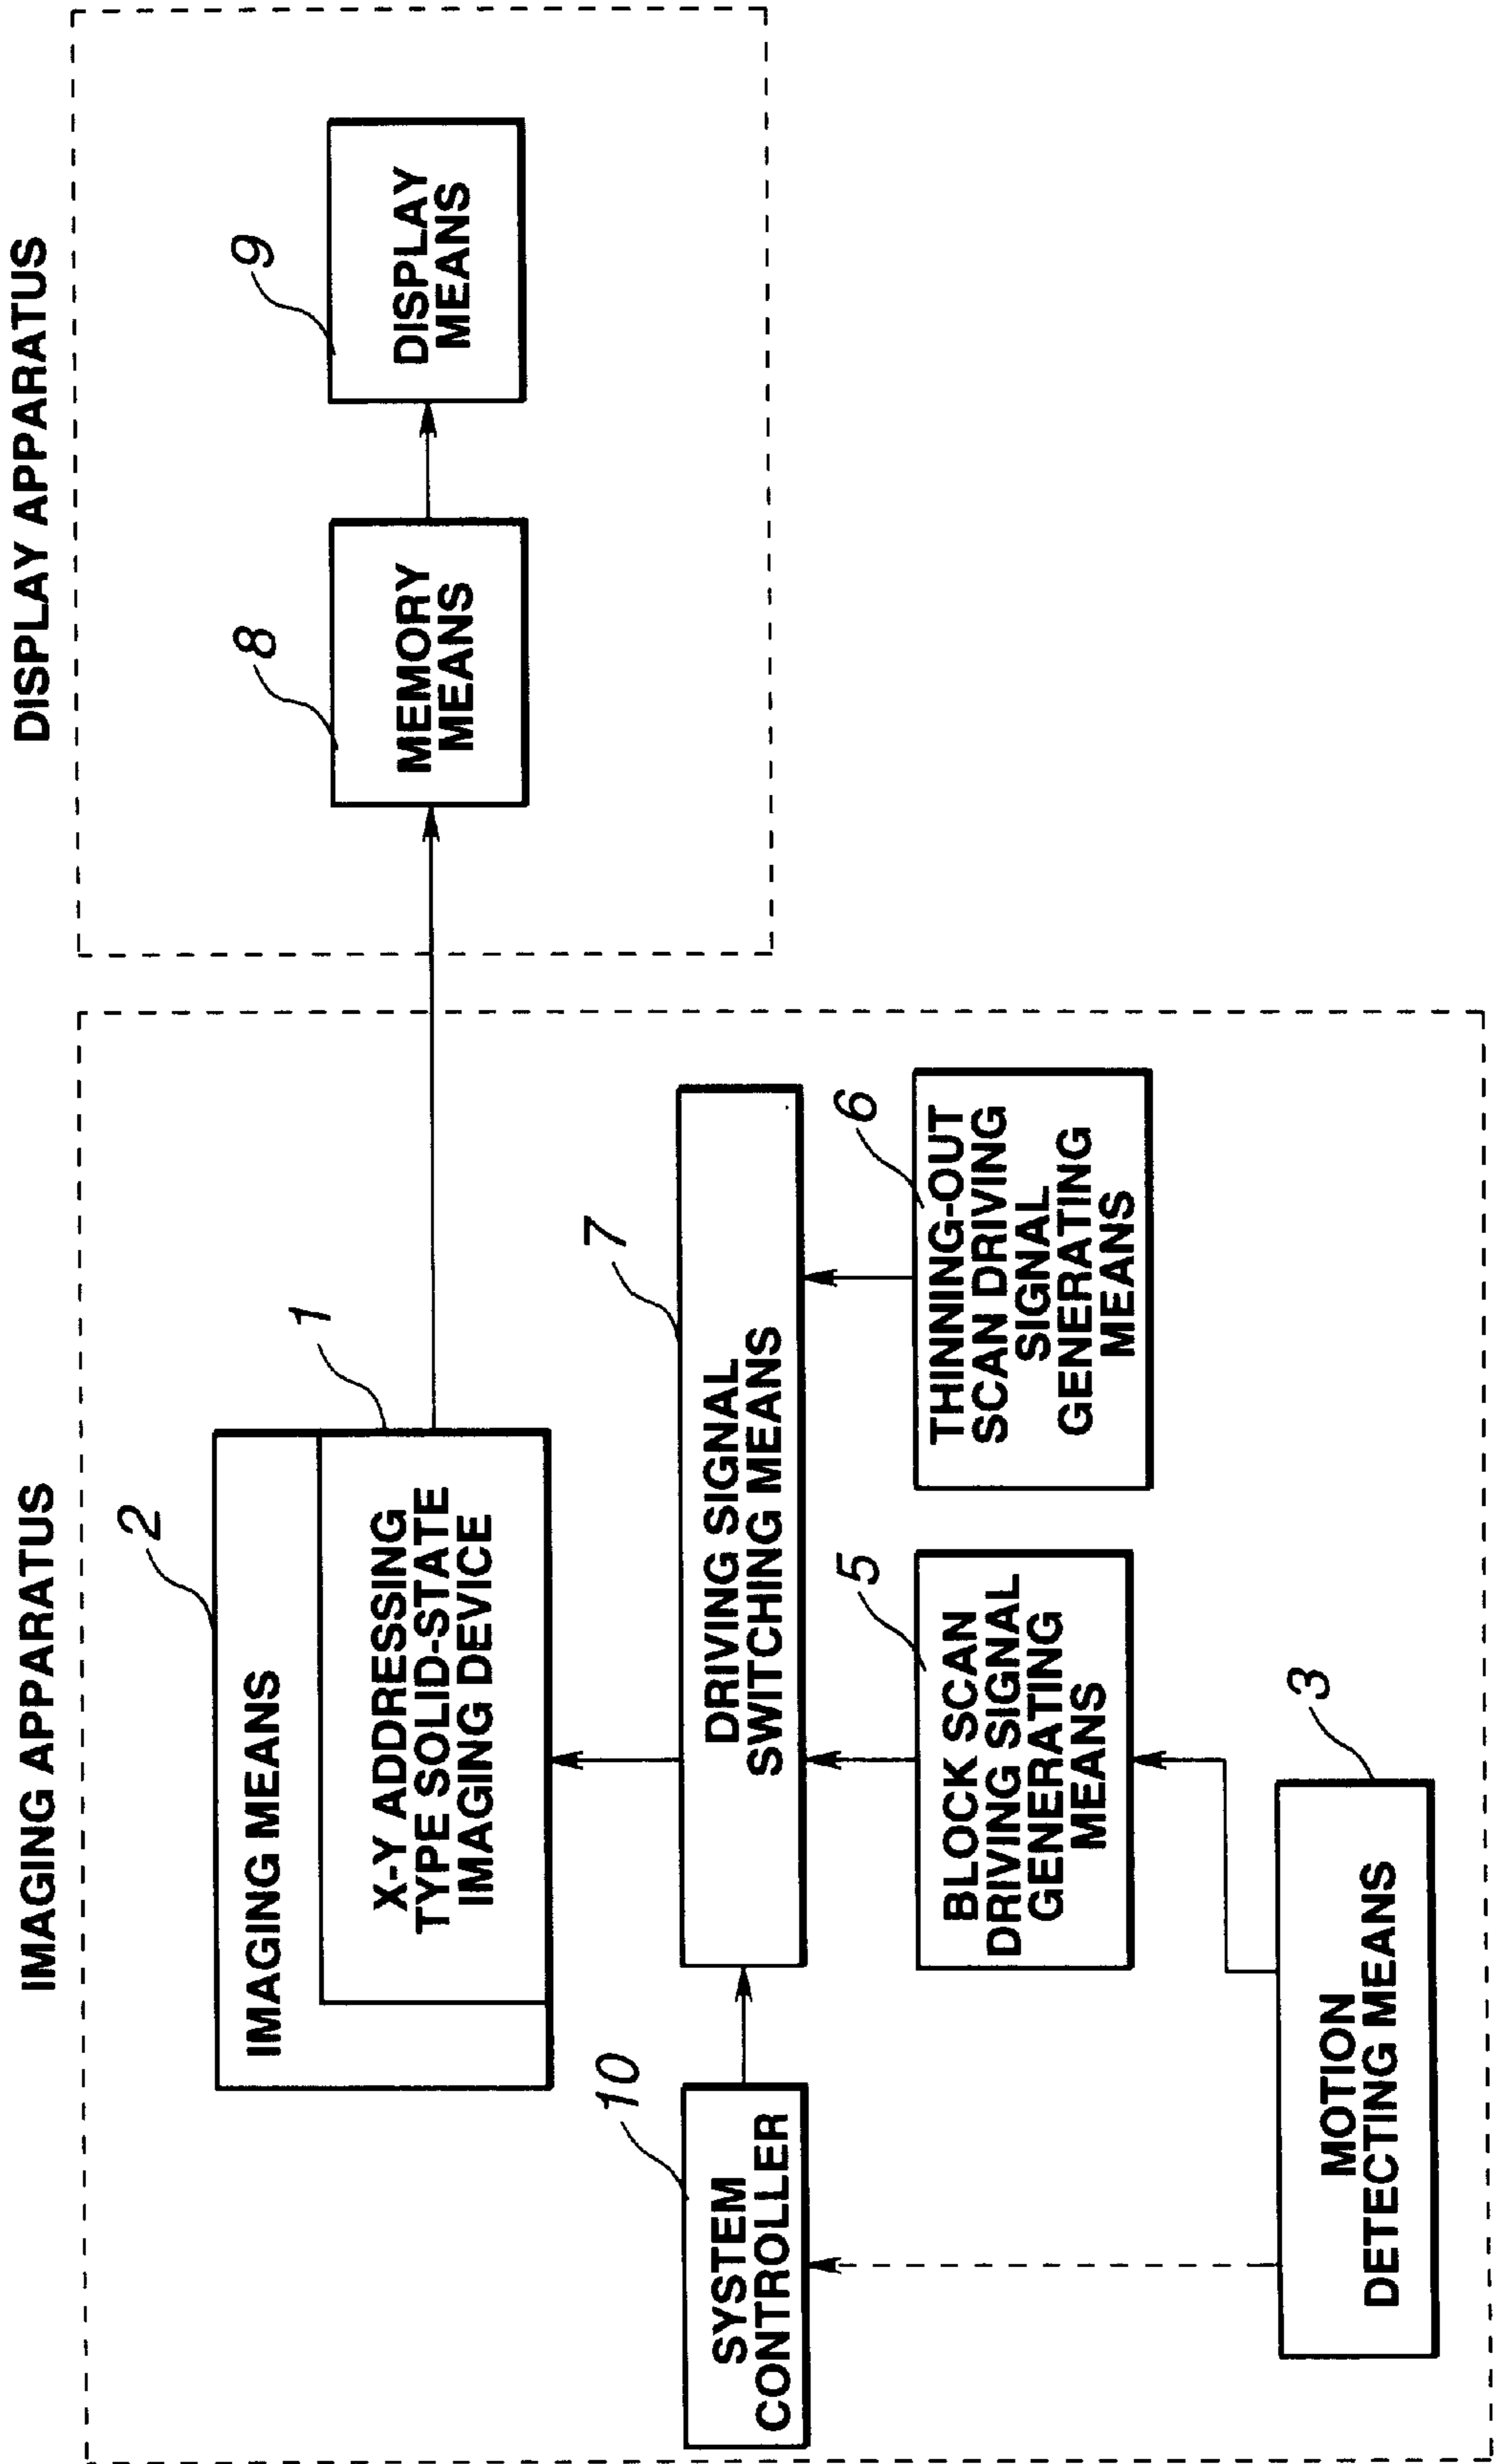 IMAGING APPARATUS
DISPLAY APPARATUS
2
IMAGING MEANS
1
X-Y ADDRESSING
TYPE SOLID-STATE
IMAGING DEVICE
8
MEMORY
MEANS
9
DISPLAY
MEANS
10
SYSTEM
CONTROLLER
7
DRIVING SIGNAL
SWITCHING MEANS
5
BLOCK SCAN
DRIVING SIGNAL
GENERATING
MEANS
6
THINNING-OUT
SCAN DRIVING
SIGNAL
GENERATING
MEANS
3
MOTION
DETECTING MEANS